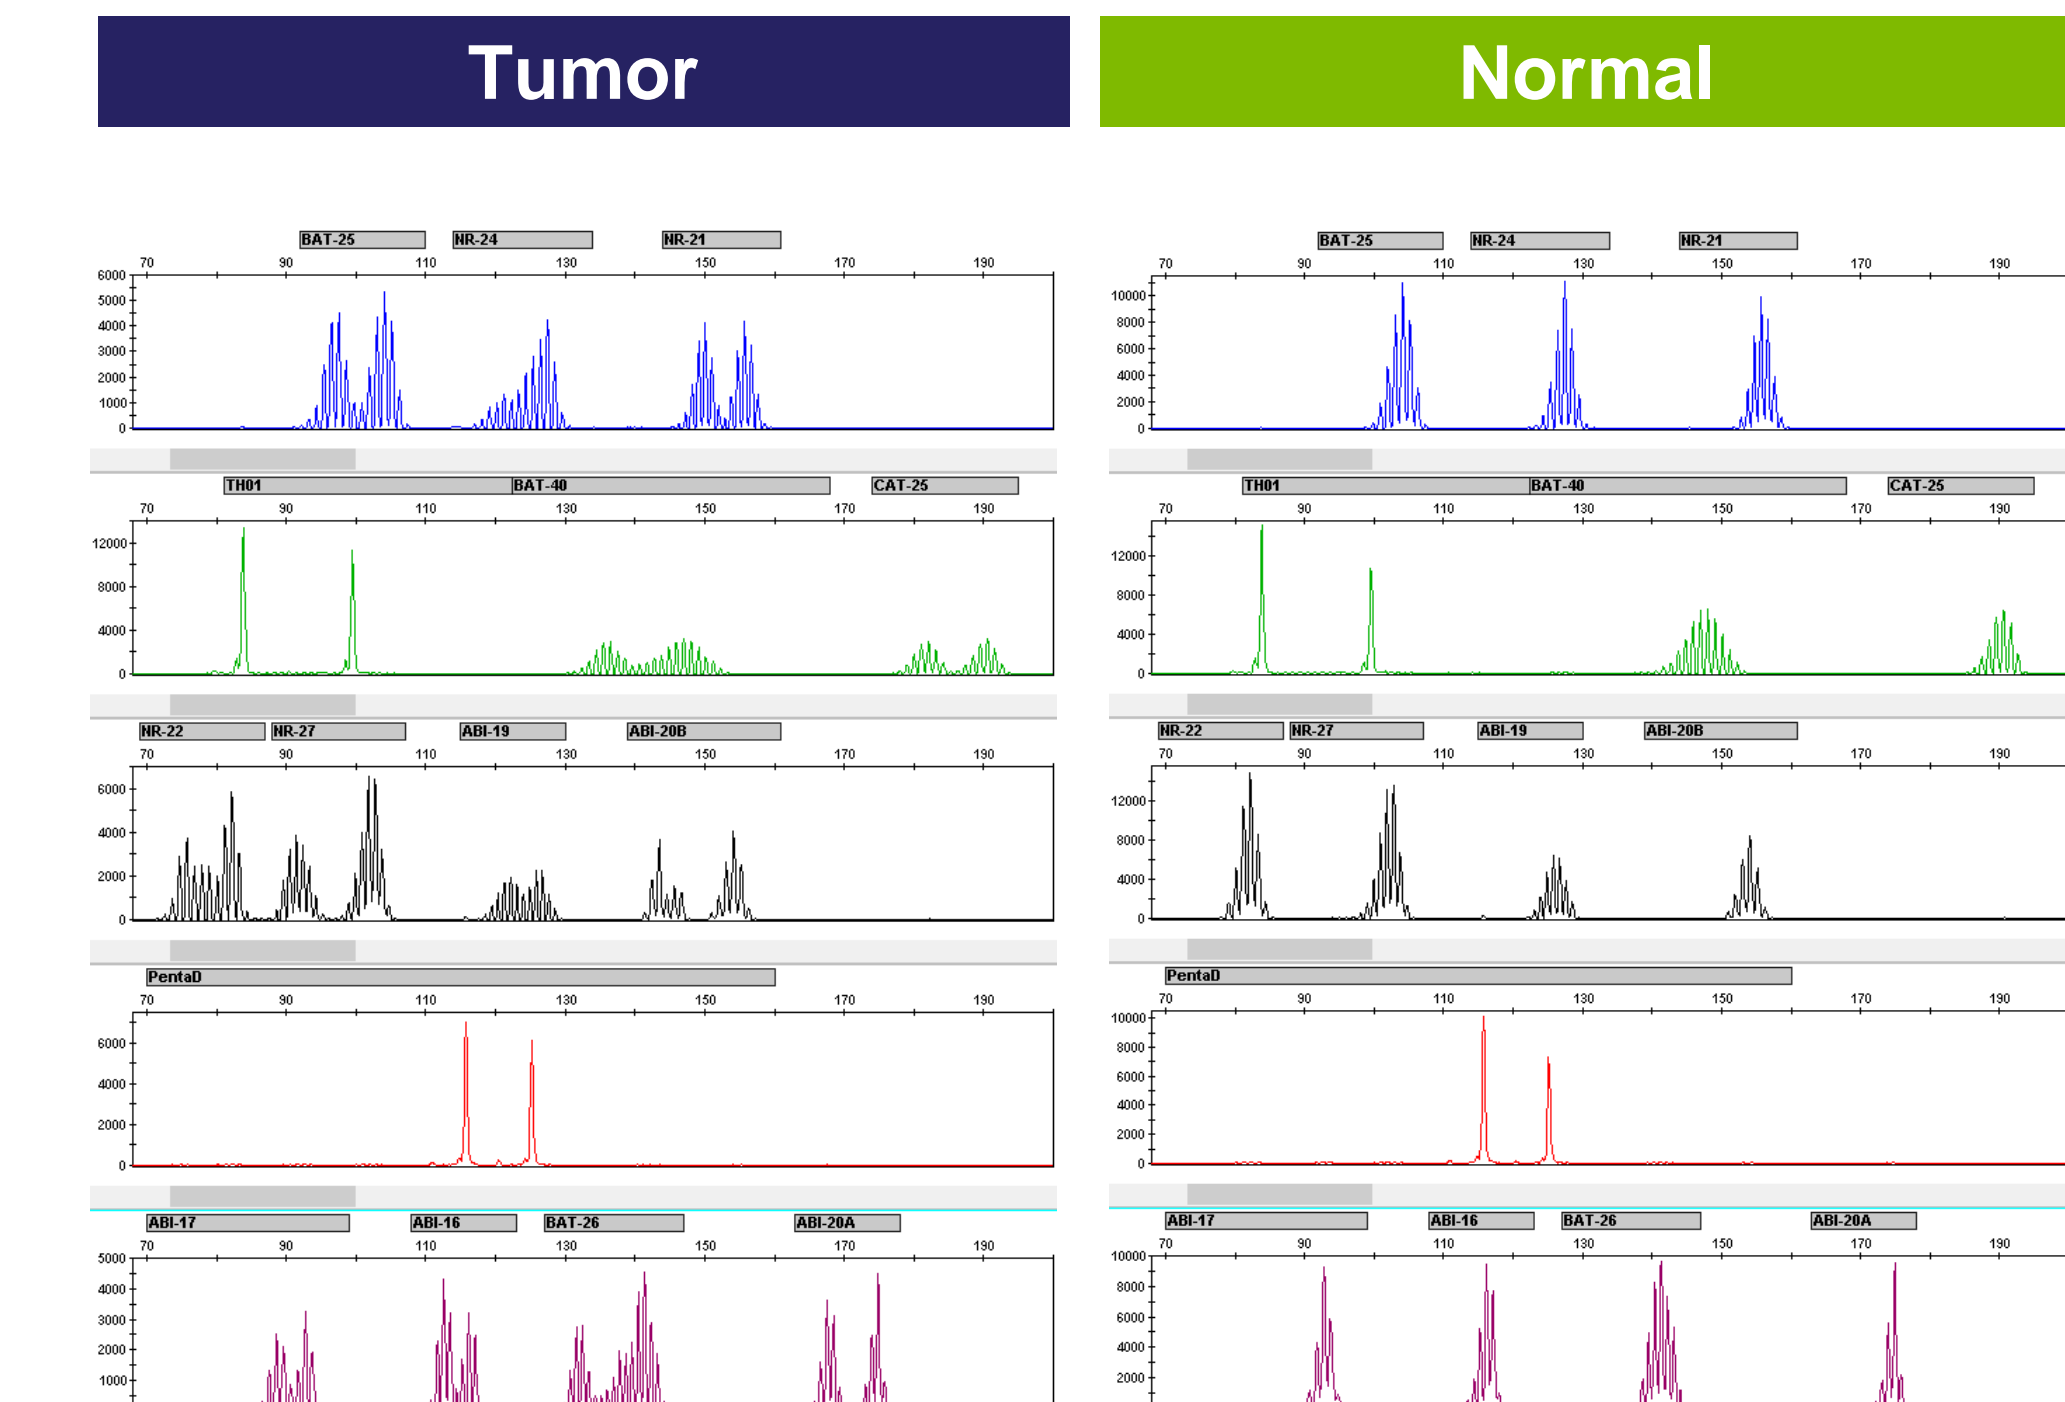 Tumor
Normal
BAT-25 NR-24 NR-21
70 90 110 130 150 170 190
6000
5000
4000
3000
2000
1000
0
BAT-25 NR-24 NR-21
70 90 110 130 150 170 190
10000
8000
6000
4000
2000
0
TH01 BAT-40 CAT-25
70 90 110 130 150 170 190
12000
8000
4000
0
TH01 BAT-40 CAT-25
70 90 110 130 150 170 190
12000
8000
4000
0
NR-22 NR-27 ABI-19 ABI-20B
70 90 110 130 150 170 190
6000
4000
2000
0
NR-22 NR-27 ABI-19 ABI-20B
70 90 110 130 150 170 190
12000
8000
4000
0
PentaD
70 90 110 130 150 170 190
6000
4000
2000
0
PentaD
70 90 110 130 150 170 190
10000
8000
6000
4000
2000
0
ABI-17 ABI-16 BAT-26 ABI-20A
70 90 110 130 150 170 190
5000
4000
3000
2000
1000
ABI-17 ABI-16 BAT-26 ABI-20A
70 90 110 130 150 170 190
10000
8000
6000
4000
2000